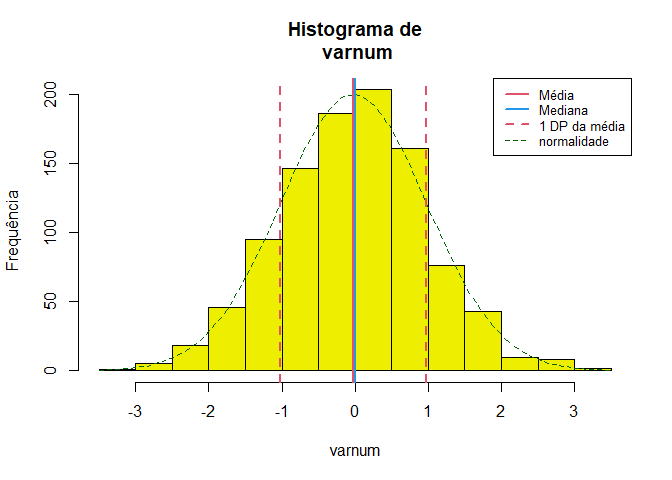 Histograma de
varnum
Média
Mediana
1 DP da média
normalidade
Frequência
200
150
100
50
0
-3 -2 -1 0 1 2 3
varnum